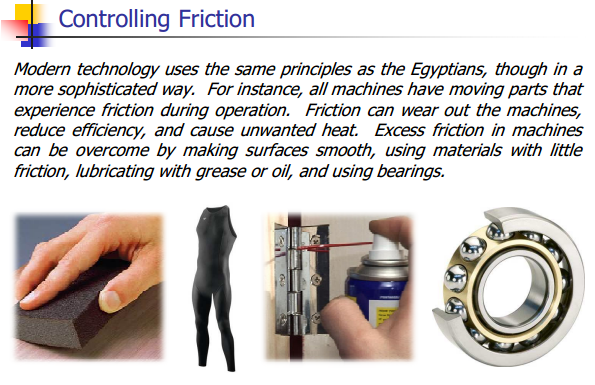 Controlling Friction
Modern technology uses the same principles as the Egyptians, though in a
more sophisticated way.  For instance, all machines have moving parts that
experience friction during operation.  Friction can wear out the machines,
reduce efficiency, and cause unwanted heat.  Excess friction in machines
can be overcome by making surfaces smooth, using materials with little
friction, lubricating with grease or oil, and using bearings.